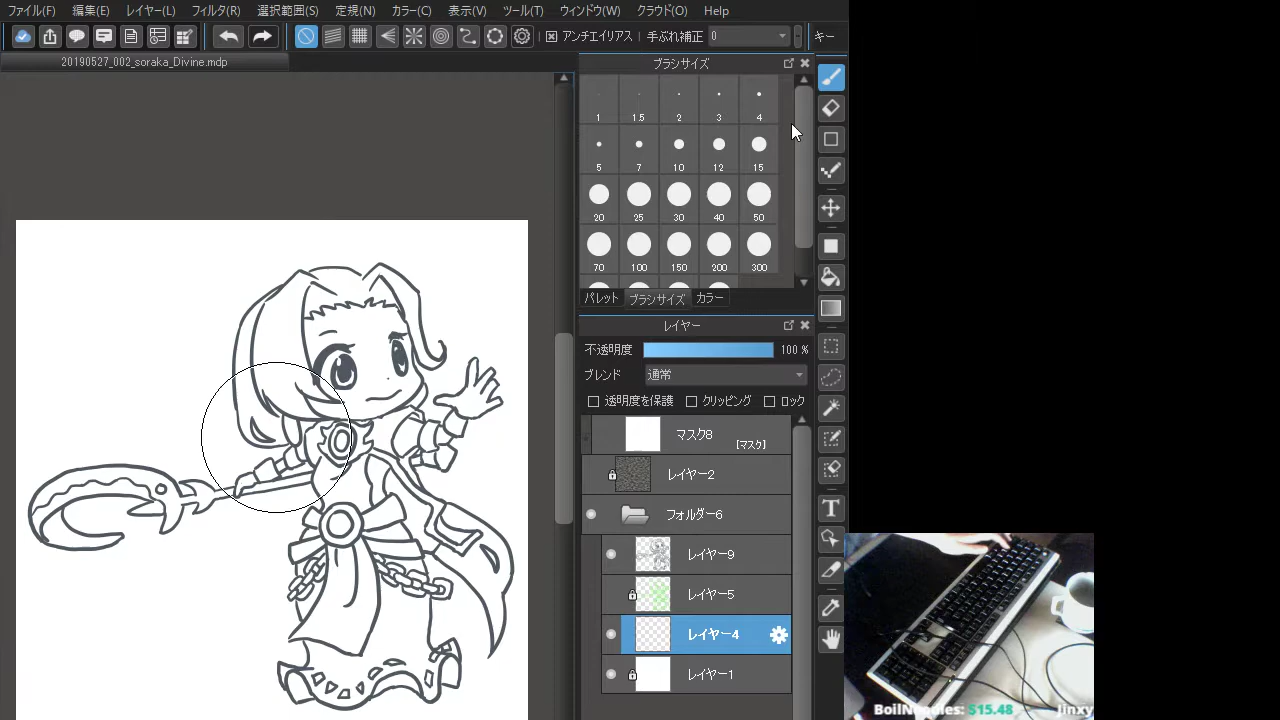 ファイル(F) 編集(E) レイヤー(L) フィルタ(R) 選択範囲(S) 定規(N) カラー(C) 表示(V) ツール(T) ウィンドウ(W) クラウド(O) Help
アンチエイリアス 手ぶれ補正 0 キー
20190527_002_soraka_Divine.mdp
ブラシサイズ
1 1.5 2 3 4
5 7 10 12 15
20 25 30 40 50
70 100 150 200 300
パレット ブラシサイズ カラー
レイヤー
不透明度 100 %
ブレンド 通常
透明度を保護 クリッピング ロック
マスク8
[マスク]
レイヤー2
フォルダー6
レイヤー9
レイヤー5
レイヤー4
レイヤー1
T
BoilNoodles: $15.48 Jinxy